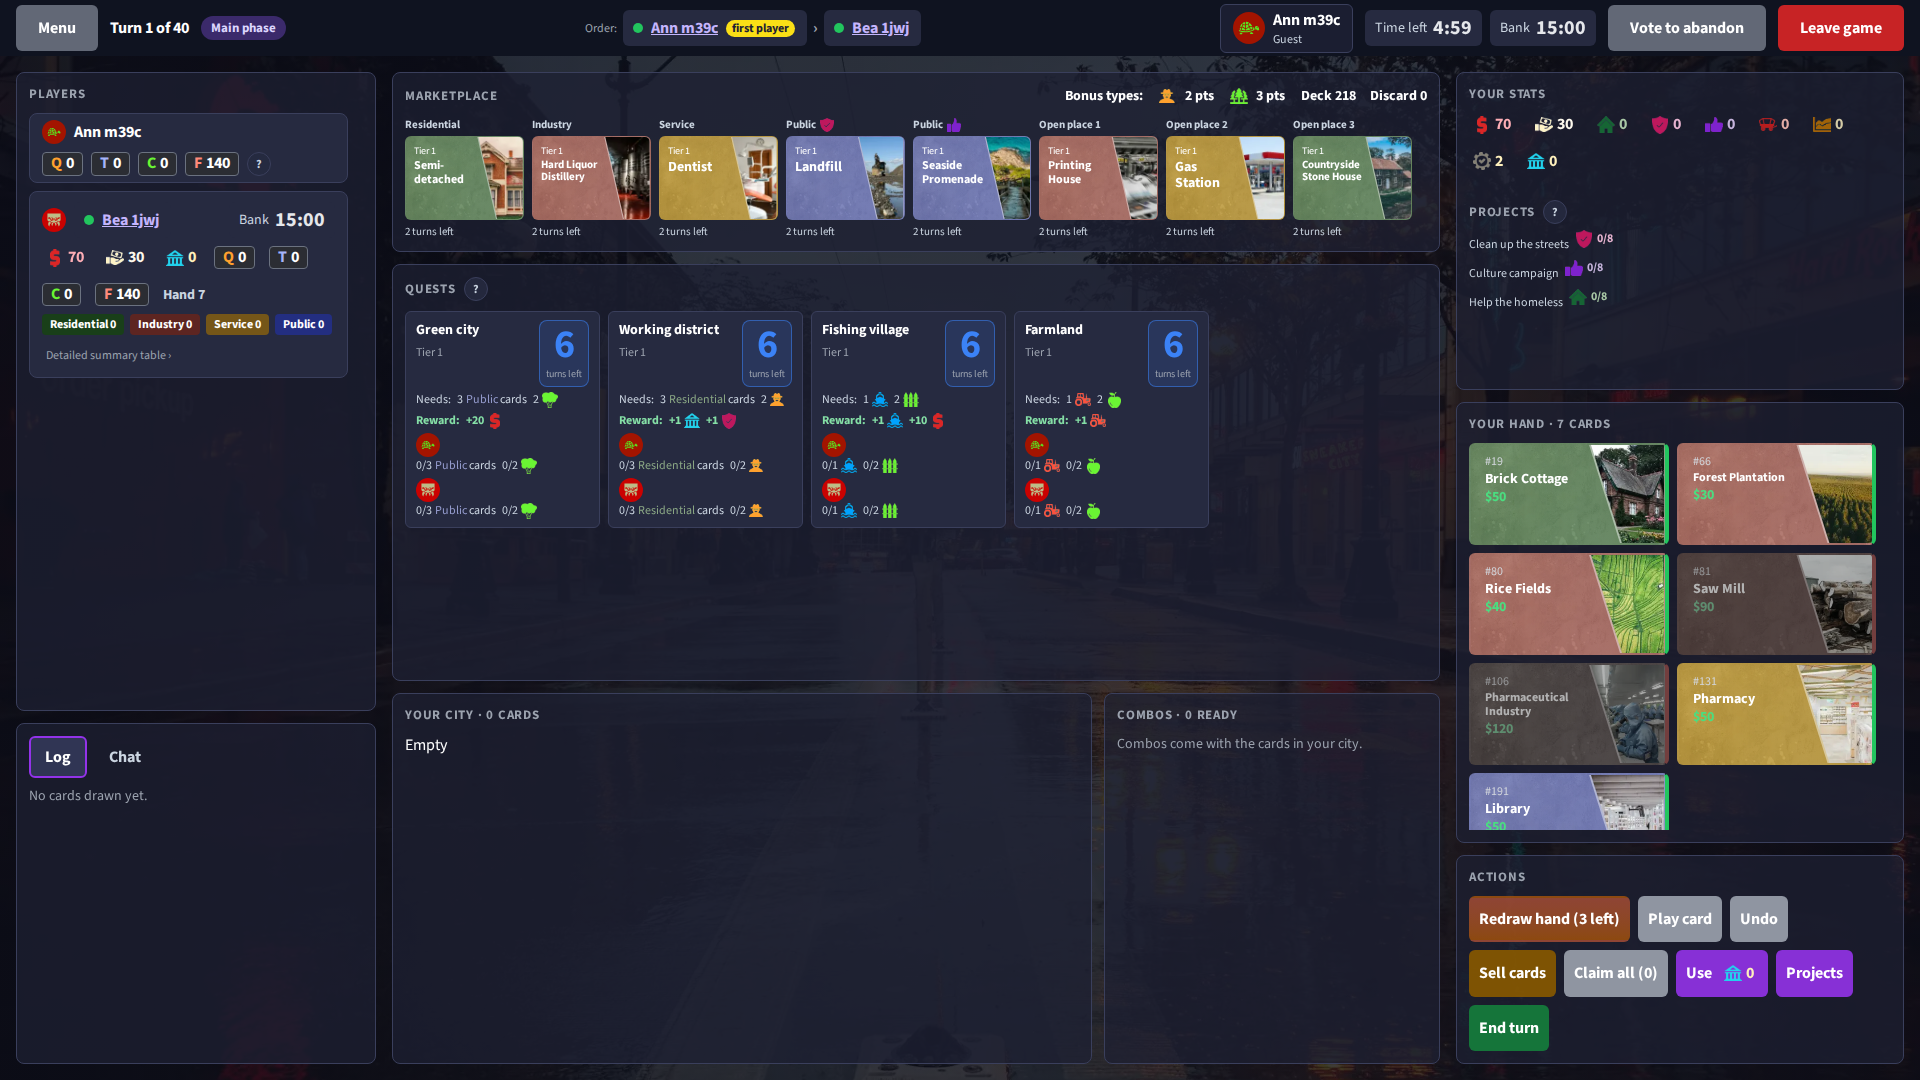 Menu
Turn 1 of 40
Main phase
Order:
Ann m39c first player
›
Bea 1jwj
Ann m39c
Guest
Time left 4:59
Bank 15:00
Vote to abandon
Leave game
PLAYERS
Ann m39c
Q 0 T 0 C 0 F 140 ?
Bea 1jwj
Bank 15:00
70 30 0 Q 0 T 0
C 0 F 140 Hand 7
Residential 0 Industry 0 Service 0 Public 0
Detailed summary table ›
Log
Chat
No cards drawn yet.
MARKETPLACE
Bonus types: 2 pts 3 pts Deck 218 Discard 0
Residential
Tier 1
Semi-
detached
2 turns left
Industry
Tier 1
Hard Liquor
Distillery
2 turns left
Service
Tier 1
Dentist
2 turns left
Public
Tier 1
Landfill
2 turns left
Public
Tier 1
Seaside
Promenade
2 turns left
Open place 1
Tier 1
Printing
House
2 turns left
Open place 2
Tier 1
Gas
Station
2 turns left
Open place 3
Tier 1
Countryside
Stone House
2 turns left
QUESTS ?
Green city
Tier 1
6
turns left
Needs: 3 Public cards 2
Reward: +20
0/3 Public cards 0/2
0/3 Public cards 0/2
Working district
Tier 1
6
turns left
Needs: 3 Residential cards 2
Reward: +1 +1
0/3 Residential cards 0/2
0/3 Residential cards 0/2
Fishing village
Tier 1
6
turns left
Needs: 1 2
Reward: +1 +10
0/1 0/2
0/1 0/2
Farmland
Tier 1
6
turns left
Needs: 1 2
Reward: +1
0/1 0/2
0/1 0/2
YOUR CITY · 0 CARDS
Empty
COMBOS · 0 READY
Combos come with the cards in your city.
YOUR STATS
70 30 0 0 0 0 0
2 0
PROJECTS ?
Clean up the streets 0/8
Culture campaign 0/8
Help the homeless 0/8
YOUR HAND · 7 CARDS
#19
Brick Cottage
$50
#66
Forest Plantation
$30
#80
Rice Fields
$40
#81
Saw Mill
$90
#106
Pharmaceutical
Industry
$120
#131
Pharmacy
$50
#191
Library
$50
ACTIONS
Redraw hand (3 left)
Play card
Undo
Sell cards
Claim all (0)
Use 0
Projects
End turn